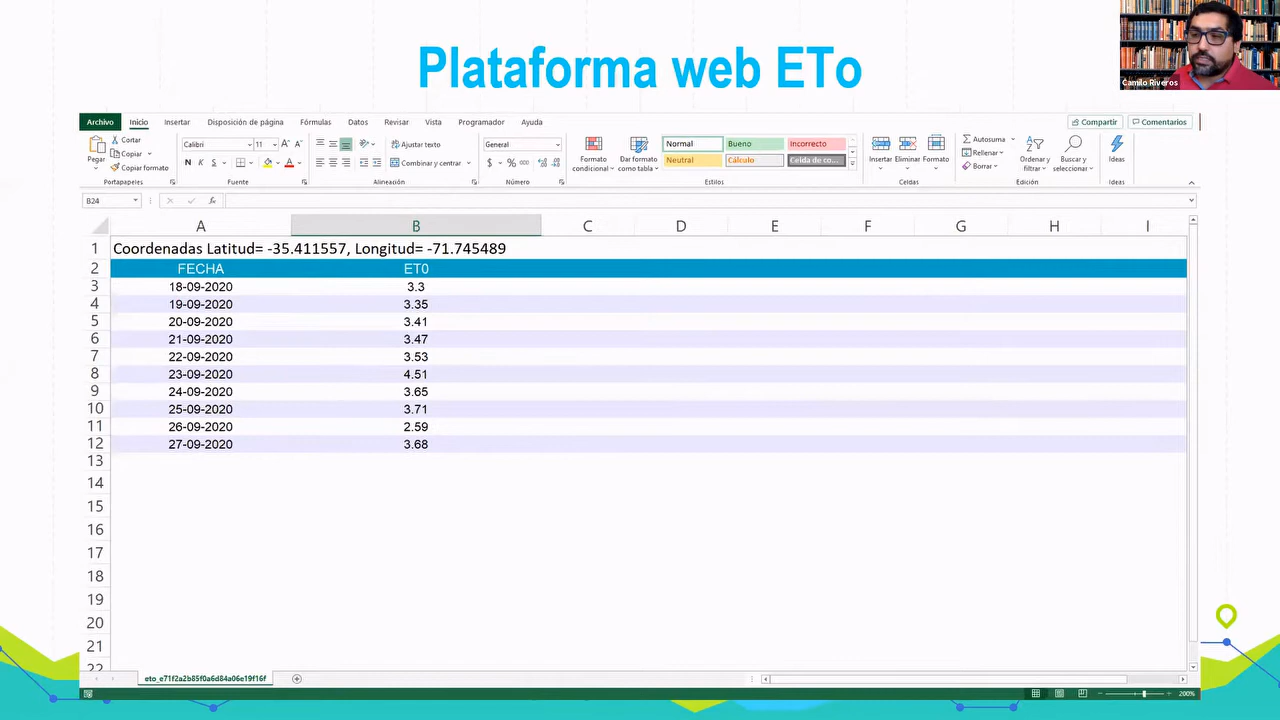 Plataforma web ETo
Camilo Riveros
Archivo Inicio Insertar Disposición de página Fórmulas Datos Revisar Vista Programador Ayuda Compartir Comentarios
Pegar
Cortar
Copiar
Copiar formato
Portapapeles
Calibri 11
N K S
Fuente
Ajustar texto
Combinar y centrar
Alineación
General
$ % 000
Número
Formato condicional
Dar formato como tabla
Normal Bueno Incorrecto
Neutral Cálculo Celda de co...
Estilos
Insertar Eliminar Formato
Celdas
Autosuma
Rellenar
Borrar
Ordenar y filtrar
Buscar y seleccionar
Edición
Ideas
Ideas
B24 fx
A B C D E F G H I
1 Coordenadas Latitud= -35.411557, Longitud= -71.745489
2 FECHA ET0
3 18-09-2020 3.3
4 19-09-2020 3.35
5 20-09-2020 3.41
6 21-09-2020 3.47
7 22-09-2020 3.53
8 23-09-2020 4.51
9 24-09-2020 3.65
10 25-09-2020 3.71
11 26-09-2020 2.59
12 27-09-2020 3.68
13
14
15
16
17
18
19
20
21
22
eto_e71f2a2b85f0a6d84a06e19f16f
200%